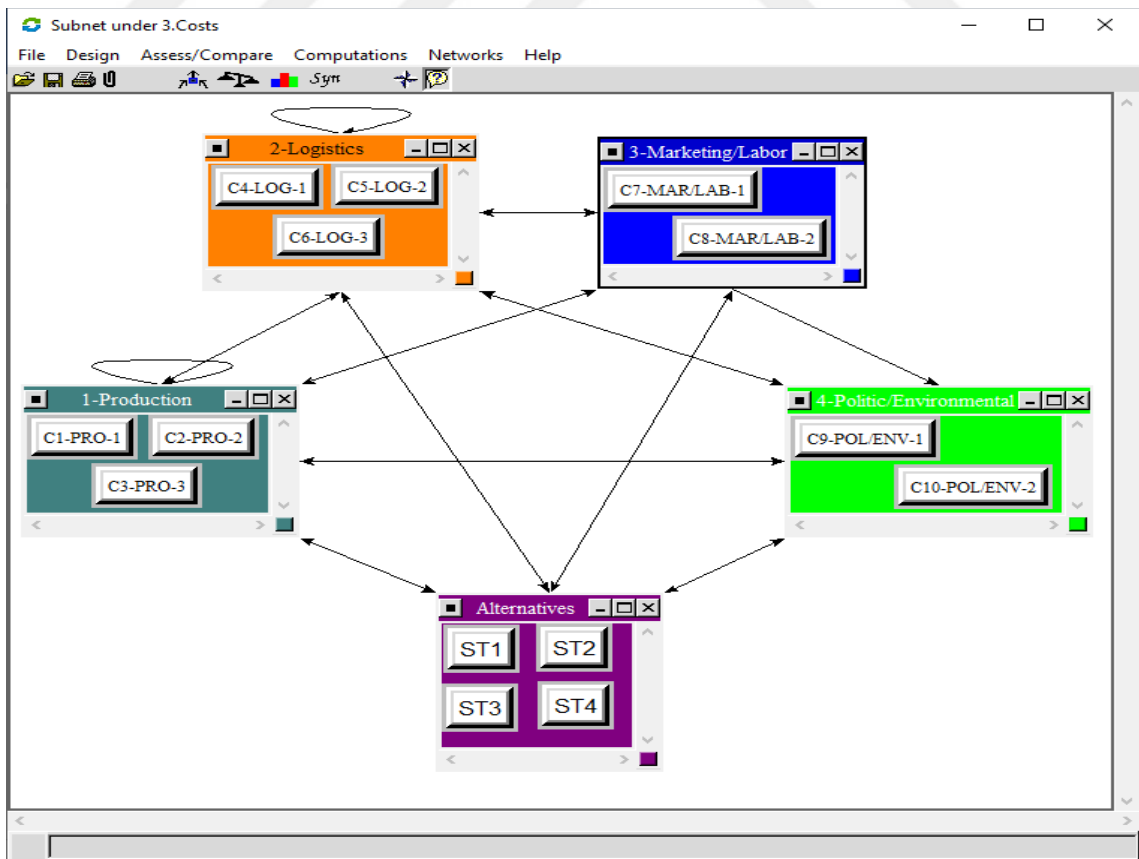 Subnet under 3.Costs
File Design Assess/Compare Computations Networks Help
Syn
2-Logistics
C4-LOG-1 C5-LOG-2
C6-LOG-3
3-Marketing/Labor
C7-MAR/LAB-1
C8-MAR/LAB-2
1-Production
C1-PRO-1 C2-PRO-2
C3-PRO-3
4-Politic/Environmental
C9-POL/ENV-1
C10-POL/ENV-2
Alternatives
ST1 ST2
ST3 ST4